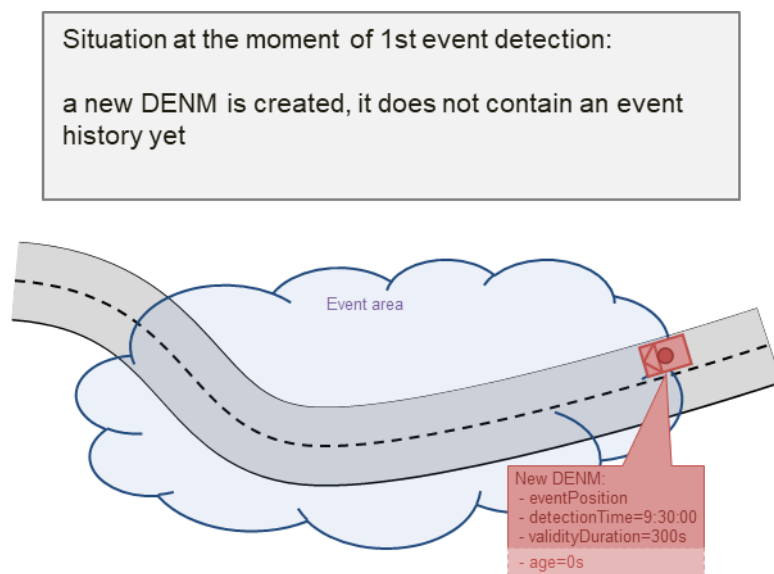 Situation at the moment of 1st event detection:
a new DENM is created, it does not contain an event
history yet
Event area
New DENM:
- eventPosition
- detectionTime=9:30:00
- validityDuration=300s
- age=0s